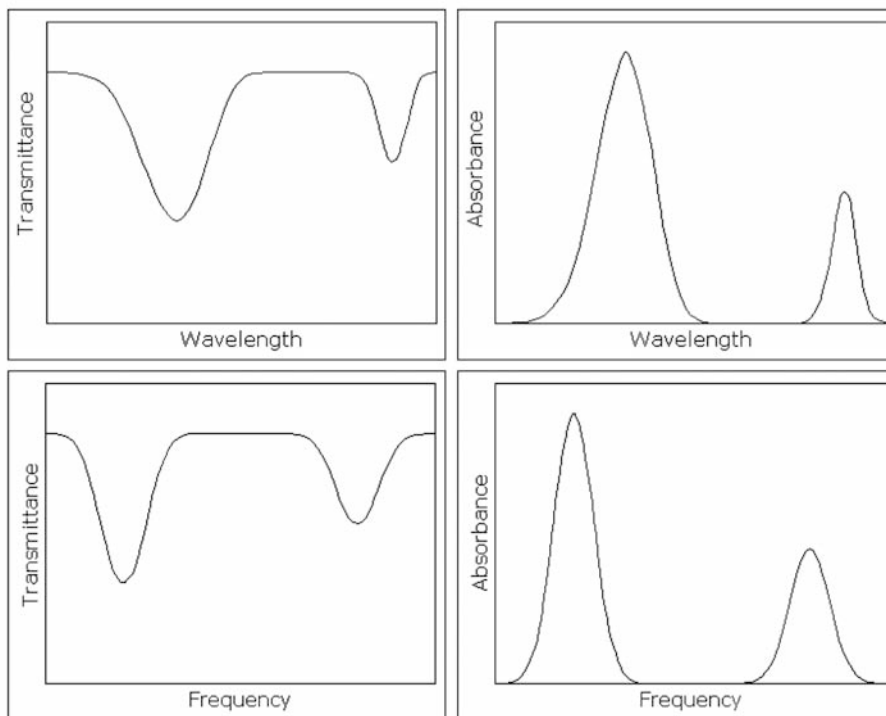 Transmittance
Wavelength
Absorbance
Wavelength
Transmittance
Frequency
Absorbance
Frequency